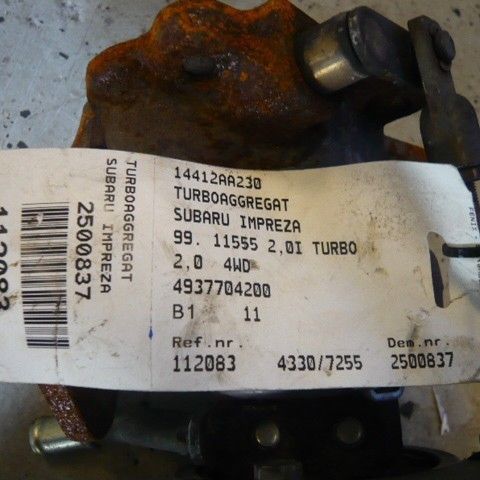 14412AA230
TURBOAGGREGAT
SUBARU IMPREZA
99. 11555 2,0I TURBO
2,0 4WD
4937704200
B1 11
Ref.nr. Dem.nr.
112083 4330/7255 2500837
TURBOAGGREGAT
SUBARU IMPREZA
2500837
112083